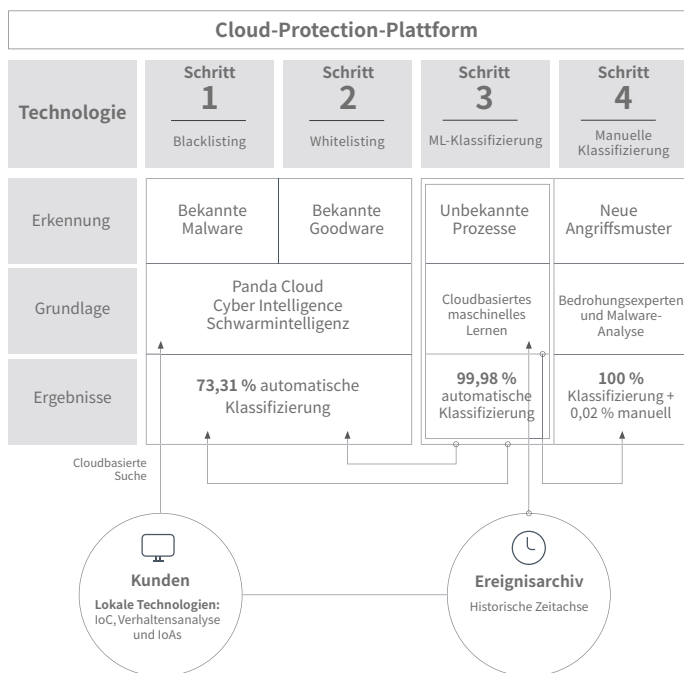 Cloud-Protection-Plattform
Technologie
Schritt
1
Blacklisting
Schritt
2
Whitelisting
Schritt
3
ML-Klassifizierung
Schritt
4
Manuelle
Klassifizierung
Erkennung
Bekannte
Malware
Bekannte
Goodware
Unbekannte
Prozesse
Neue
Angriffsmuster
Grundlage
Panda Cloud
Cyber Intelligence
Schwarmintelligenz
Cloudbasiertes
maschinelles
Lernen
Bedrohungsexperten
und Malware-
Analyse
Ergebnisse
73,31 % automatische
Klassifizierung
99,98 %
automatische
Klassifizierung
100 %
Klassifizierung +
0,02 % manuell
Cloudbasierte
Suche
Kunden
Lokale Technologien:
IoC, Verhaltensanalyse
und IoAs
Ereignisarchiv
Historische Zeitachse